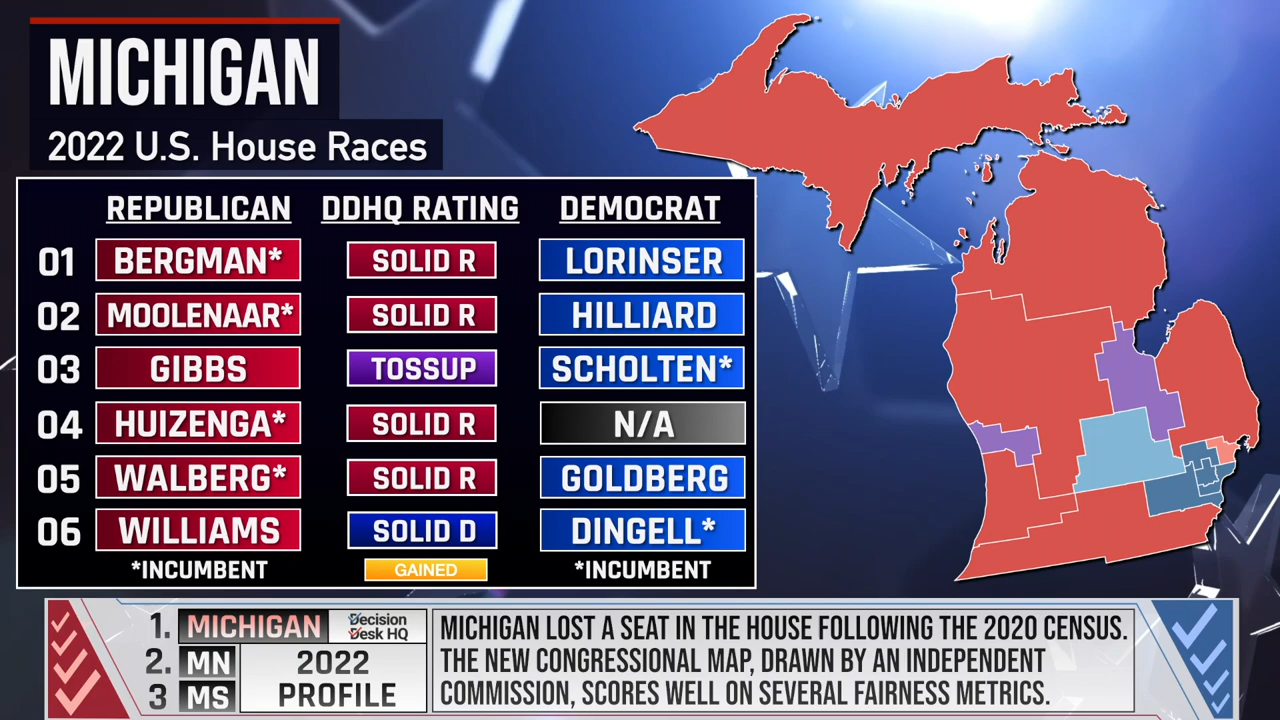 MICHIGAN
2022 U.S. House Races
REPUBLICAN DDHQ RATING DEMOCRAT
01 BERGMAN* SOLID R LORINSER
02 MOOLENAAR* SOLID R HILLIARD
03 GIBBS TOSSUP SCHOLTEN*
04 HUIZENGA* SOLID R N/A
05 WALBERG* SOLID R GOLDBERG
06 WILLIAMS SOLID D DINGELL*
*INCUMBENT GAINED *INCUMBENT
1. MICHIGAN Decision Desk HQ
2. MN
3 MS
2022
PROFILE
MICHIGAN LOST A SEAT IN THE HOUSE FOLLOWING THE 2020 CENSUS.
THE NEW CONGRESSIONAL MAP, DRAWN BY AN INDEPENDENT
COMMISSION, SCORES WELL ON SEVERAL FAIRNESS METRICS.